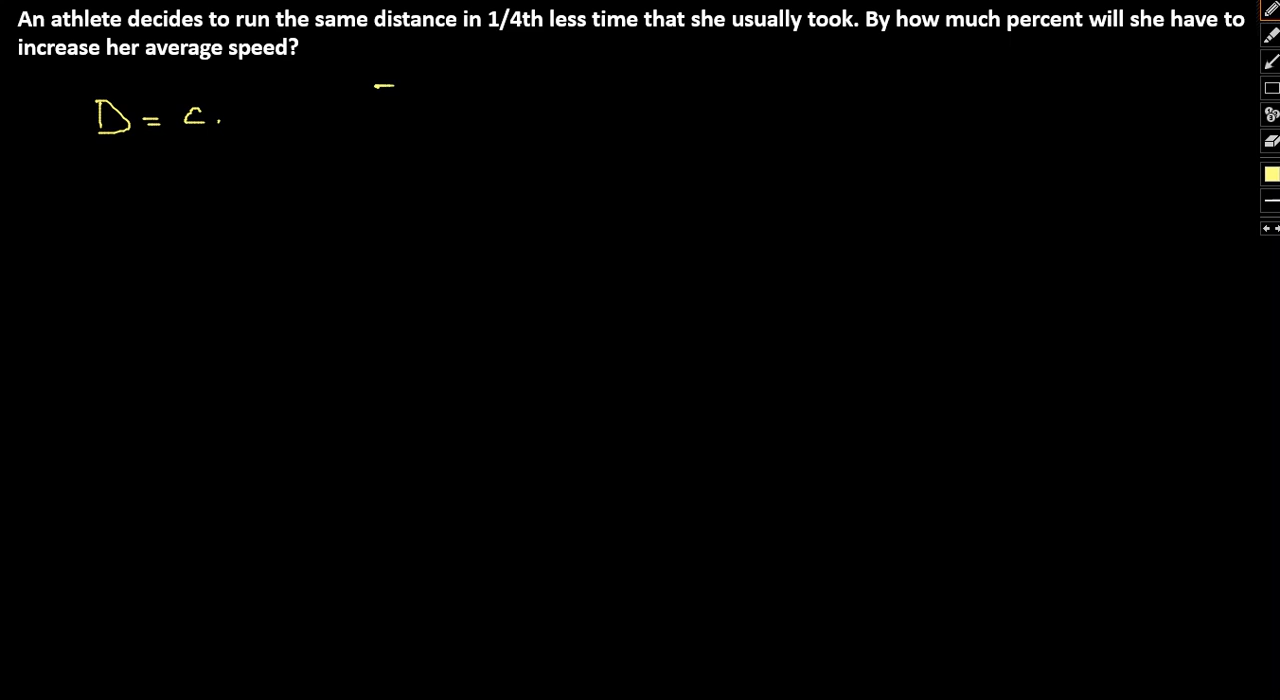 An athlete decides to run the same distance in 1/4th less time that she usually took. By how much percent will she have to
increase her average speed?
D = c.